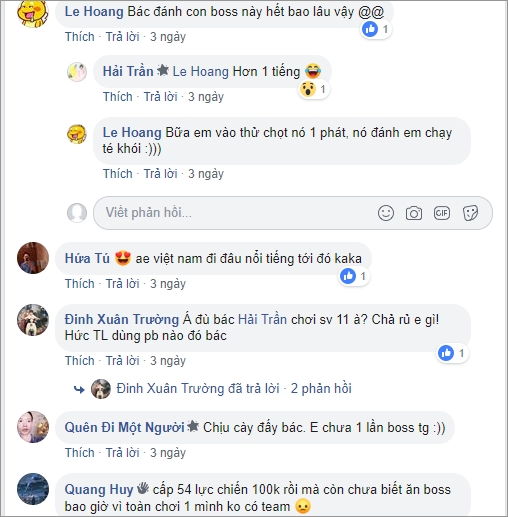 Le Hoang Bác đánh con boss này hết bao lâu vậy @@
1
Thích · Trả lời · 3 ngày
Hải Trần Le Hoang Hơn 1 tiếng
1
Thích · Trả lời · 3 ngày
Le Hoang Bữa em vào thử chọt nó 1 phát, nó đánh em chạy
té khói :)))
Thích · Trả lời · 3 ngày
Viết phản hồi...
GIF
Hứa Tú ae việt nam đi đâu nổi tiếng tới đó kaka
1
Thích · Trả lời · 3 ngày
Đinh Xuân Trường Á đù bác Hải Trần chơi sv 11 à? Chả rủ e gì!
Hức TL dùng pb nào đó bác
1
Thích · Trả lời · 3 ngày
Đinh Xuân Trường đã trả lời · 2 phản hồi
Quên Đi Một Người Chịu cày đấy bác. E chưa 1 lần boss tg :))
Thích · Trả lời · 3 ngày
Quang Huy cấp 54 lực chiến 100k rồi mà còn chưa biết ăn boss
bao giờ vì toàn chơi 1 mình ko có team